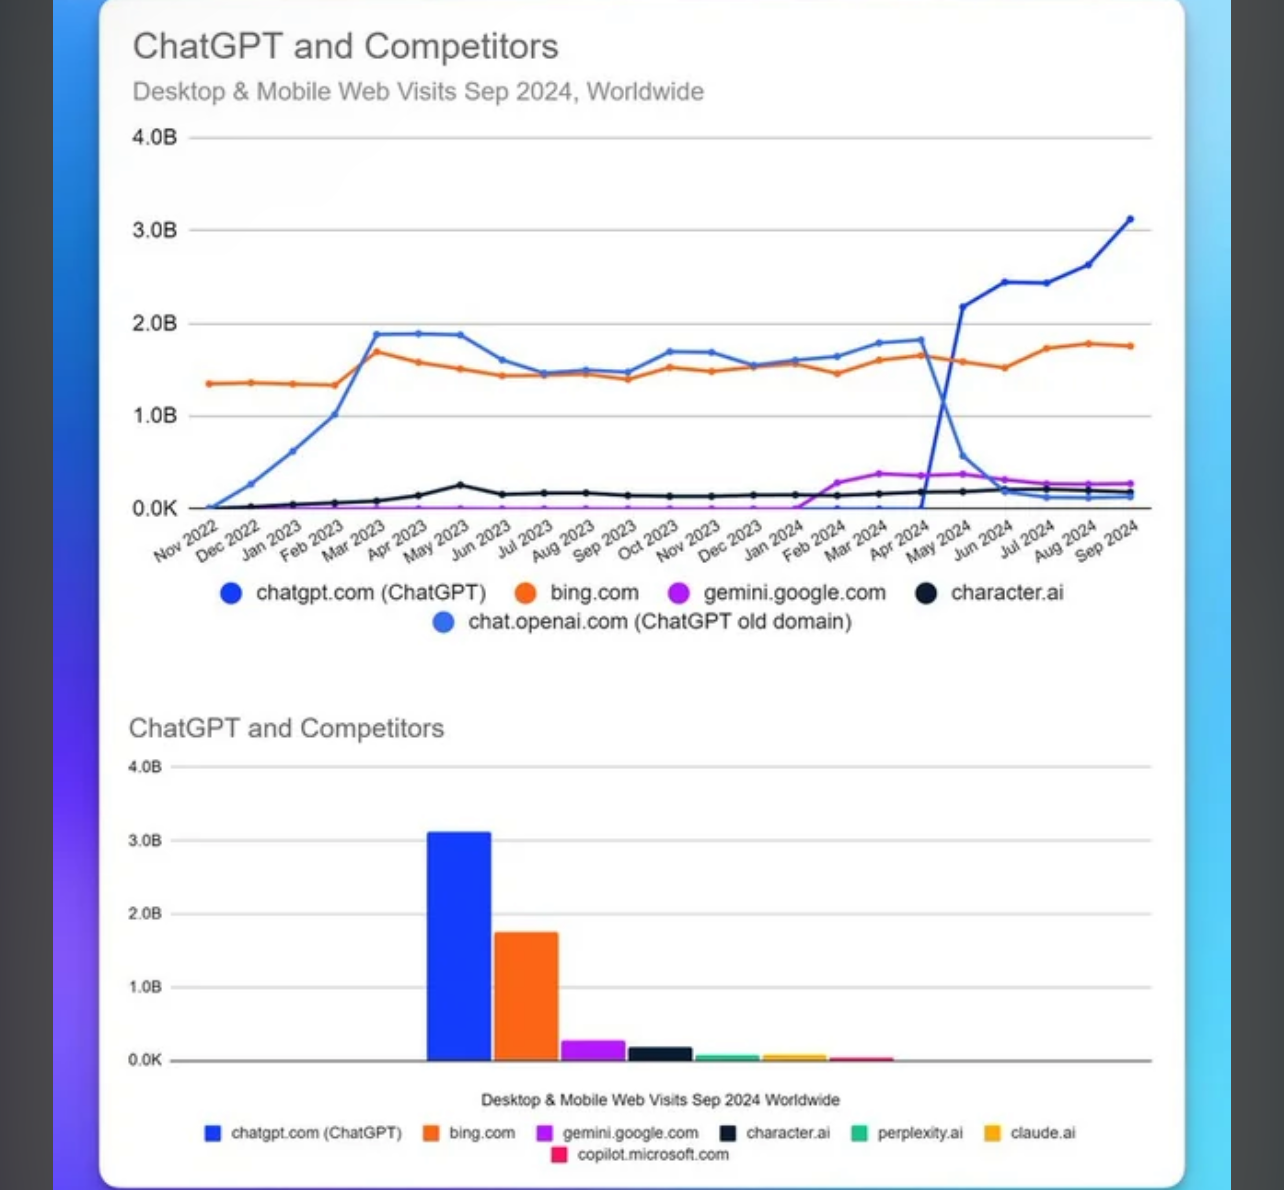 ChatGPT and Competitors
Desktop & Mobile Web Visits Sep 2024, Worldwide
4.0B
3.0B
2.0B
1.0B
0.0K
Nov 2022 Dec 2022 Jan 2023 Feb 2023 Mar 2023 Apr 2023 May 2023 Jun 2023 Jul 2023 Aug 2023 Sep 2023 Oct 2023 Nov 2023 Dec 2023 Jan 2024 Feb 2024 Mar 2024 Apr 2024 May 2024 Jun 2024 Jul 2024 Aug 2024 Sep 2024
chatgpt.com (ChatGPT) bing.com gemini.google.com character.ai
chat.openai.com (ChatGPT old domain)
ChatGPT and Competitors
4.0B
3.0B
2.0B
1.0B
0.0K
Desktop & Mobile Web Visits Sep 2024 Worldwide
chatgpt.com (ChatGPT) bing.com gemini.google.com character.ai perplexity.ai claude.ai
copilot.microsoft.com